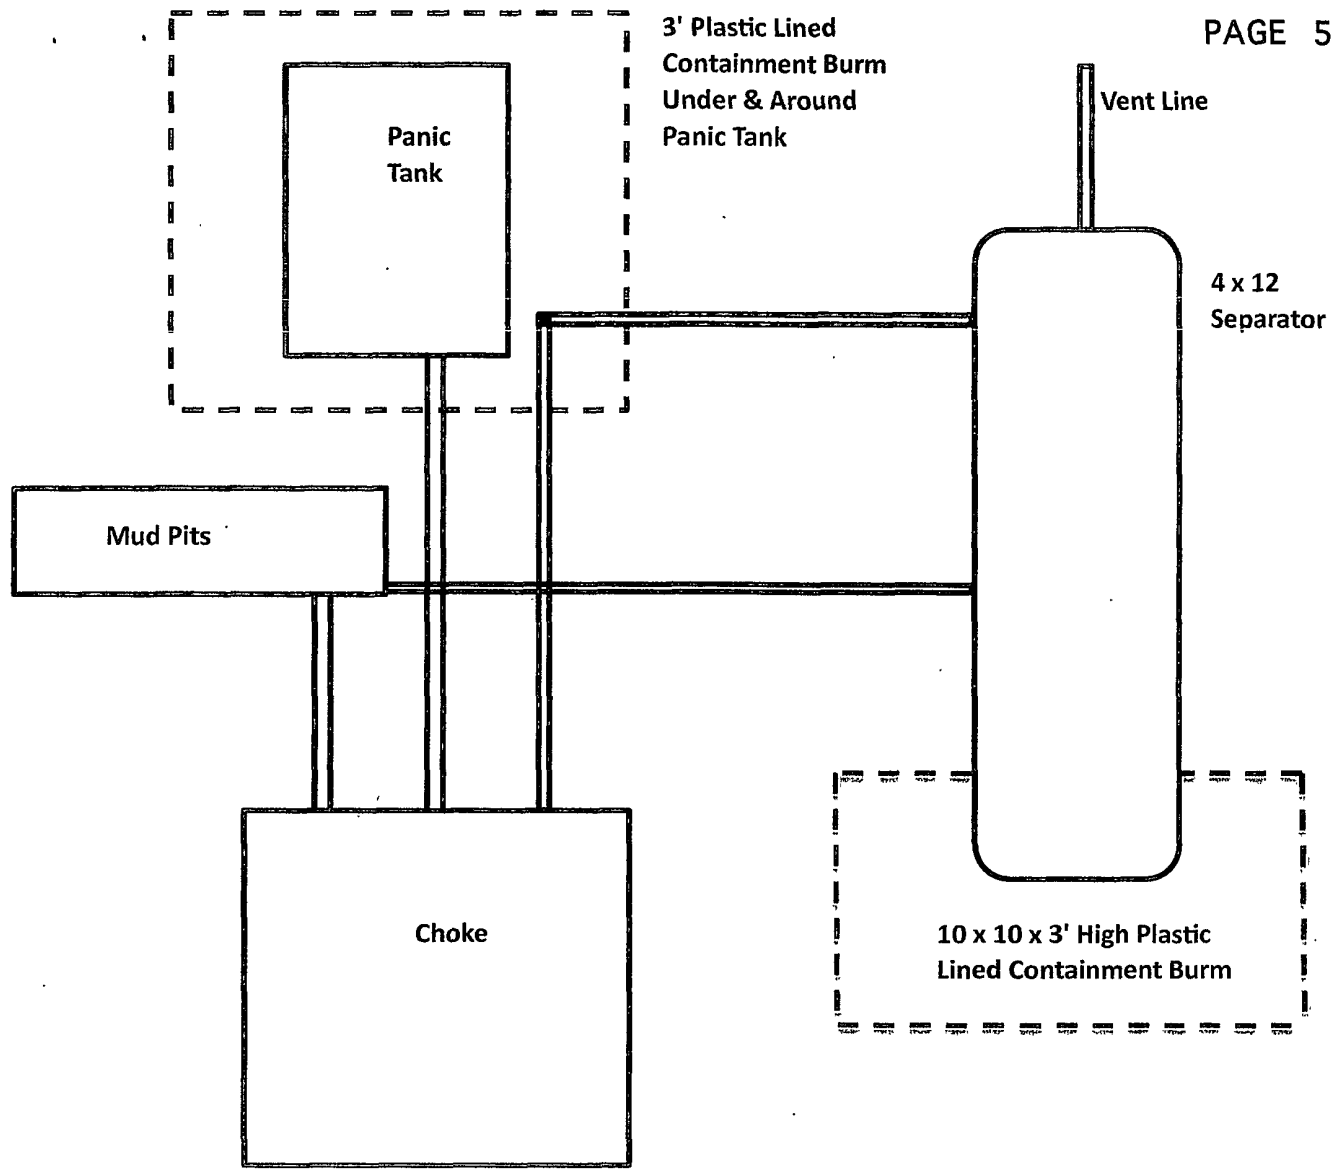 PAGE 5
3' Plastic Lined
Containment Burm
Under & Around
Panic Tank
Vent Line
Panic
Tank
4 x 12
Separator
Mud Pits
Choke
10 x 10 x 3' High Plastic
Lined Containment Burm